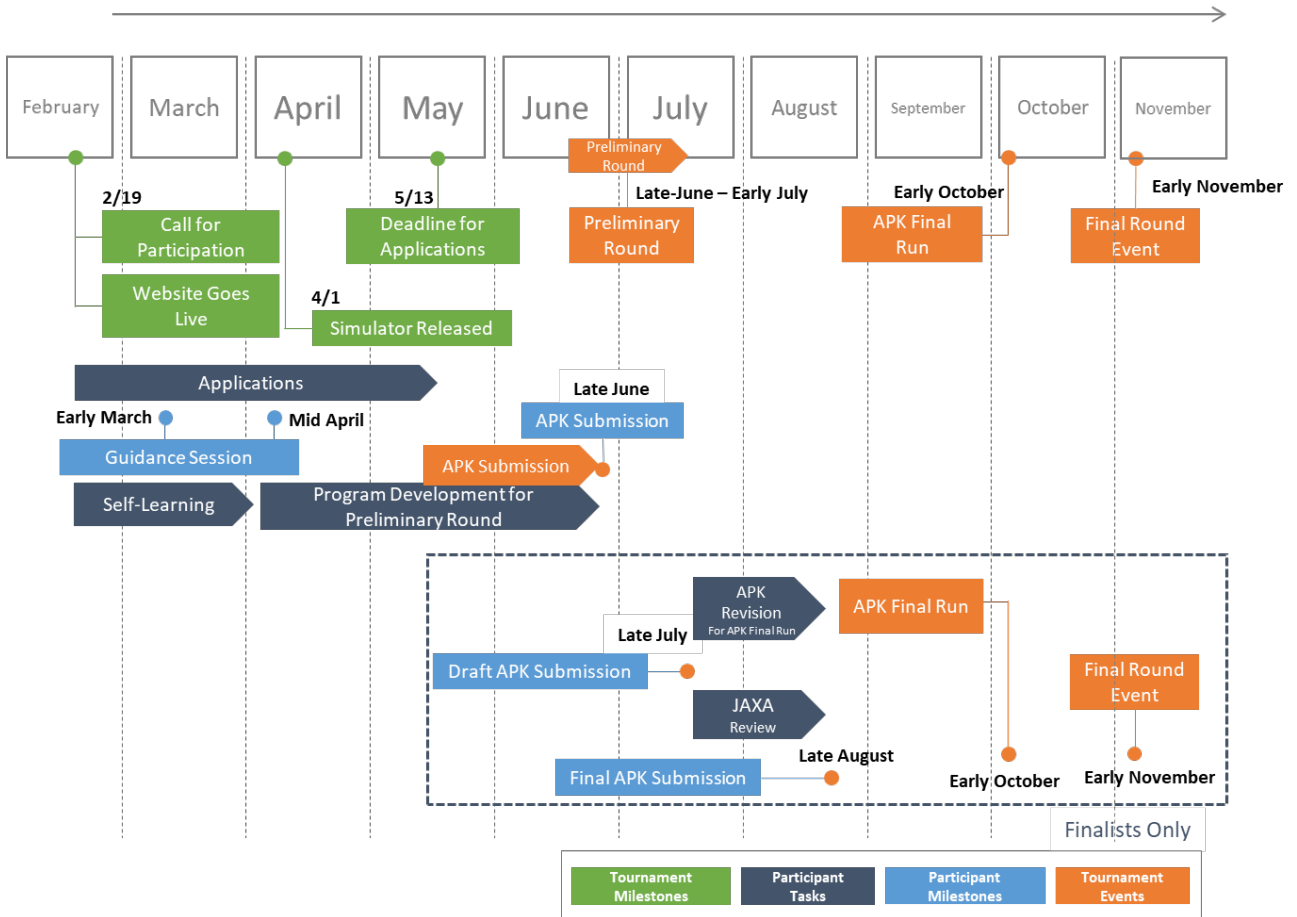 February
March
April
May
June
July
August
September
October
November
Preliminary
Round
2/19
5/13
Late-June – Early July
Early October
Early November
Call for
Participation
Deadline for
Applications
Preliminary
Round
APK Final
Run
Final Round
Event
Website Goes
Live
4/1
Simulator Released
Applications
Late June
Early March
Mid April
APK Submission
Guidance Session
APK Submission
Self-Learning
Program Development for
Preliminary Round
APK
Revision
For APK Final Run
APK Final Run
Late July
Draft APK Submission
Final Round
Event
JAXA
Review
Late August
Final APK Submission
Early October
Early November
Finalists Only
Tournament
Milestones
Participant
Tasks
Participant
Milestones
Tournament
Events